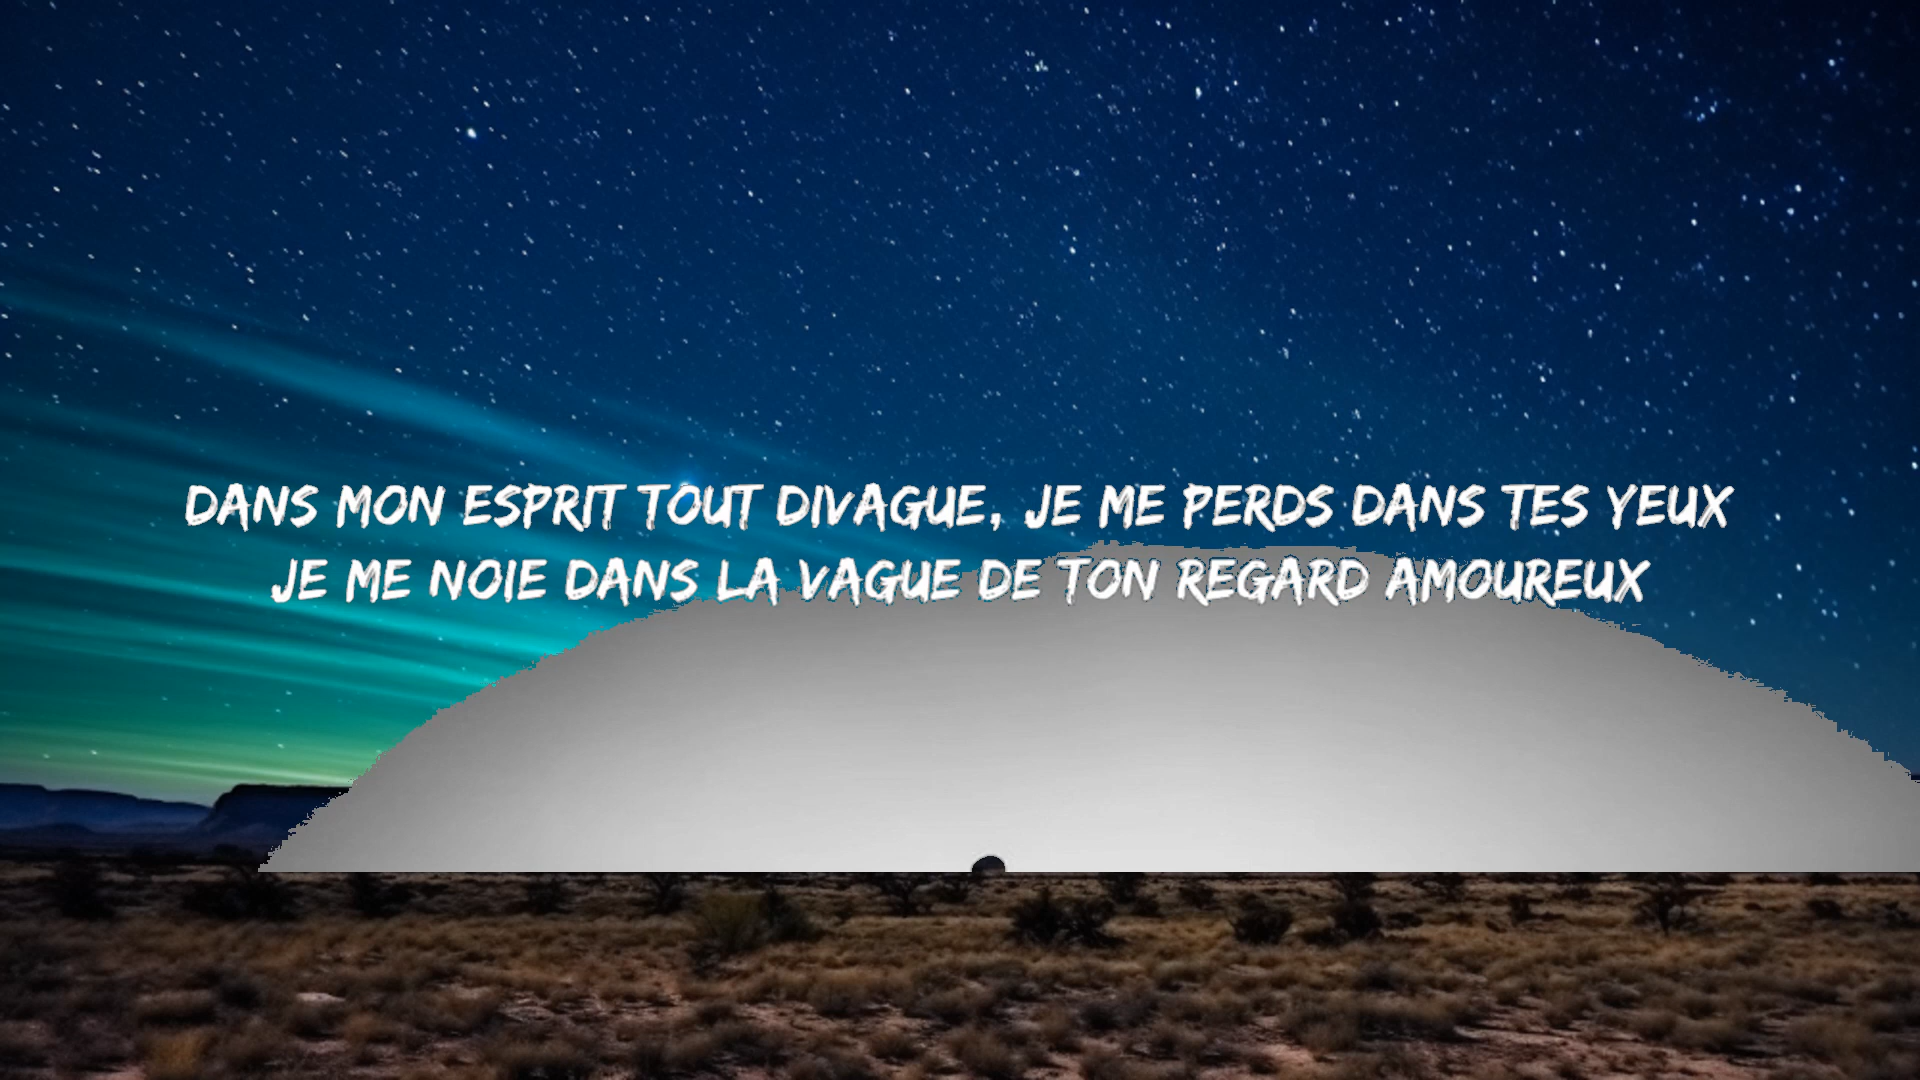 DANS MON ESPRIT TOUT DIVAGUE, JE ME PERDS DANS TES YEUX
JE ME NOIE DANS LA VAGUE DE TON REGARD AMOUREUX